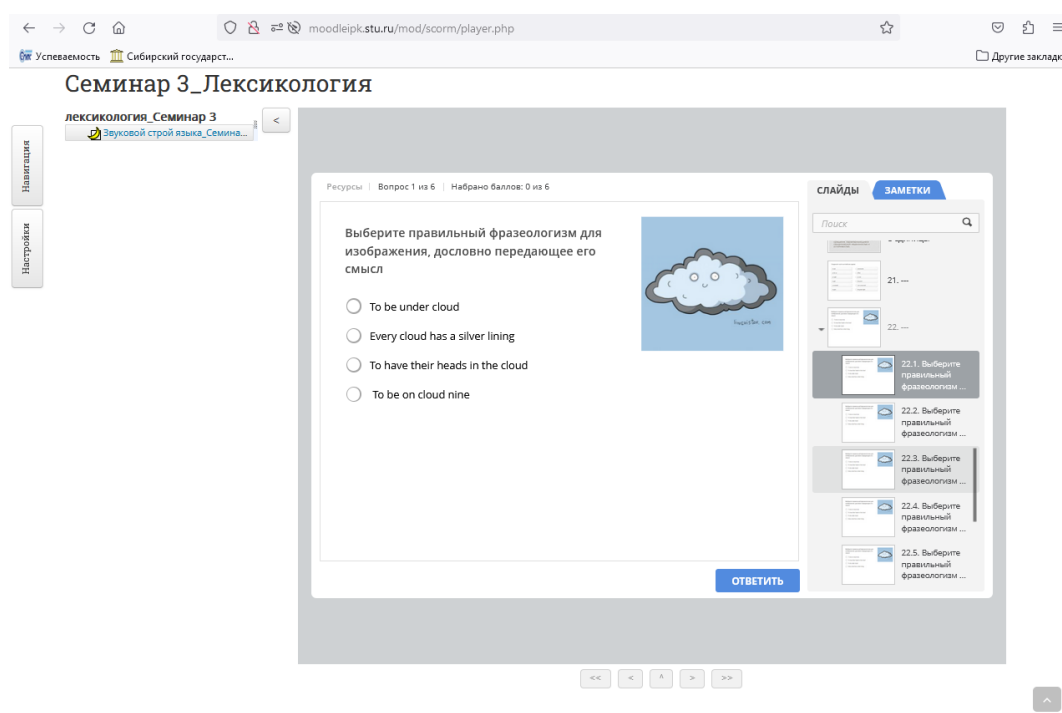 moodleipk.stu.ru/mod/scorm/player.php
Успеваемость Сибирский государст...
Другие закладк
Семинар 3_Лексикология
лексикология_Семинар 3
<
Звуковой строй языка_Семина...
Навигация
Настройки
Ресурсы | Вопрос 1 из 6 | Набрано баллов: 0 из 6
СЛАЙДЫ ЗАМЕТКИ
Поиск
Выберите правильный фразеологизм для
изображения, дословно передающее его
смысл
To be under cloud
Every cloud has a silver lining
To have their heads in the cloud
To be on cloud nine
21. ---
22. ---
22.1. Выберите
правильный
фразеологизм ...
22.2. Выберите
правильный
фразеологизм ...
22.3. Выберите
правильный
фразеологизм ...
22.4. Выберите
правильный
фразеологизм ...
22.5. Выберите
правильный
фразеологизм ...
ОТВЕТИТЬ
<< < ^ > >>